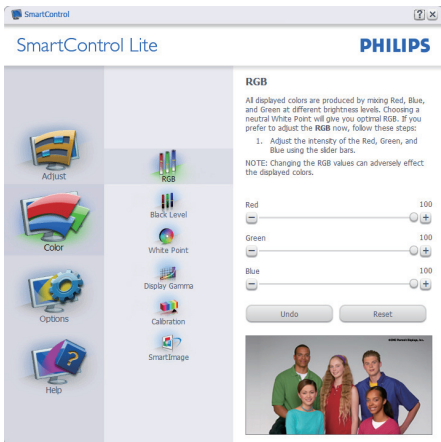 SmartControl
? ×
SmartControl Lite
PHILIPS
Adjust
Color
Options
Help
RGB
Black Level
White Point
Display Gamma
Calibration
SmartImage
RGB
All displayed colors are produced by mixing Red, Blue,
and Green at different brightness levels. Choosing a
neutral White Point will give you optimal RGB. If you
prefer to adjust the RGB now, follow these steps:
1. Adjust the intensity of the Red, Green, and
Blue using the slider bars.
NOTE: Changing the RGB values can adversely effect
the displayed colors.
Red 100
Green 100
Blue 100
Undo Reset